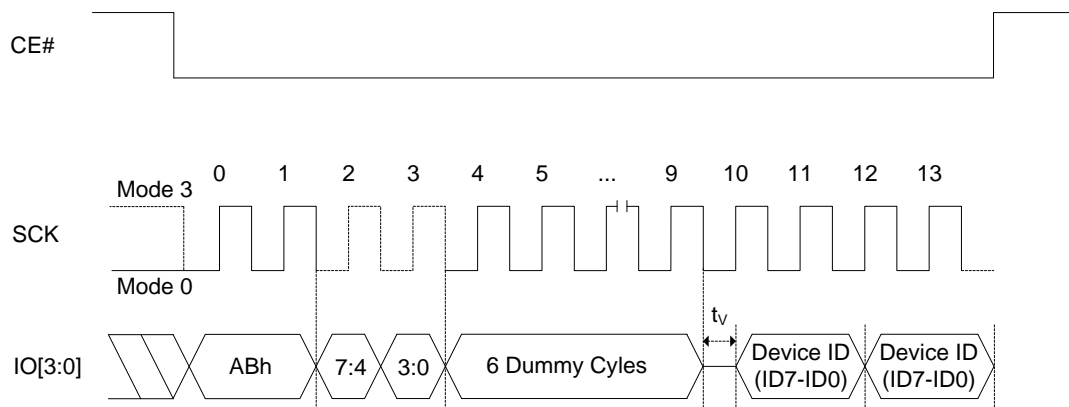 CE#
0 1 2 3 4 5 ... 9 10 11 12 13
Mode 3
SCK
Mode 0
tV
IO[3:0]
ABh
7:4
3:0
6 Dummy Cyles
Device ID
(ID7-ID0)
Device ID
(ID7-ID0)